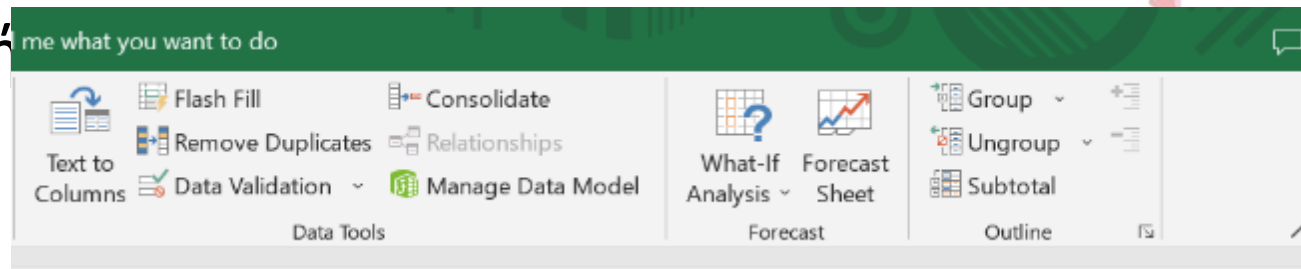 me what you want to do
Flash Fill
Consolidate
Group
Remove Duplicates
Relationships
Ungroup
Text to
Columns
What-If
Analysis
Forecast
Sheet
Data Validation
Manage Data Model
Subtotal
Data Tools
Forecast
Outline